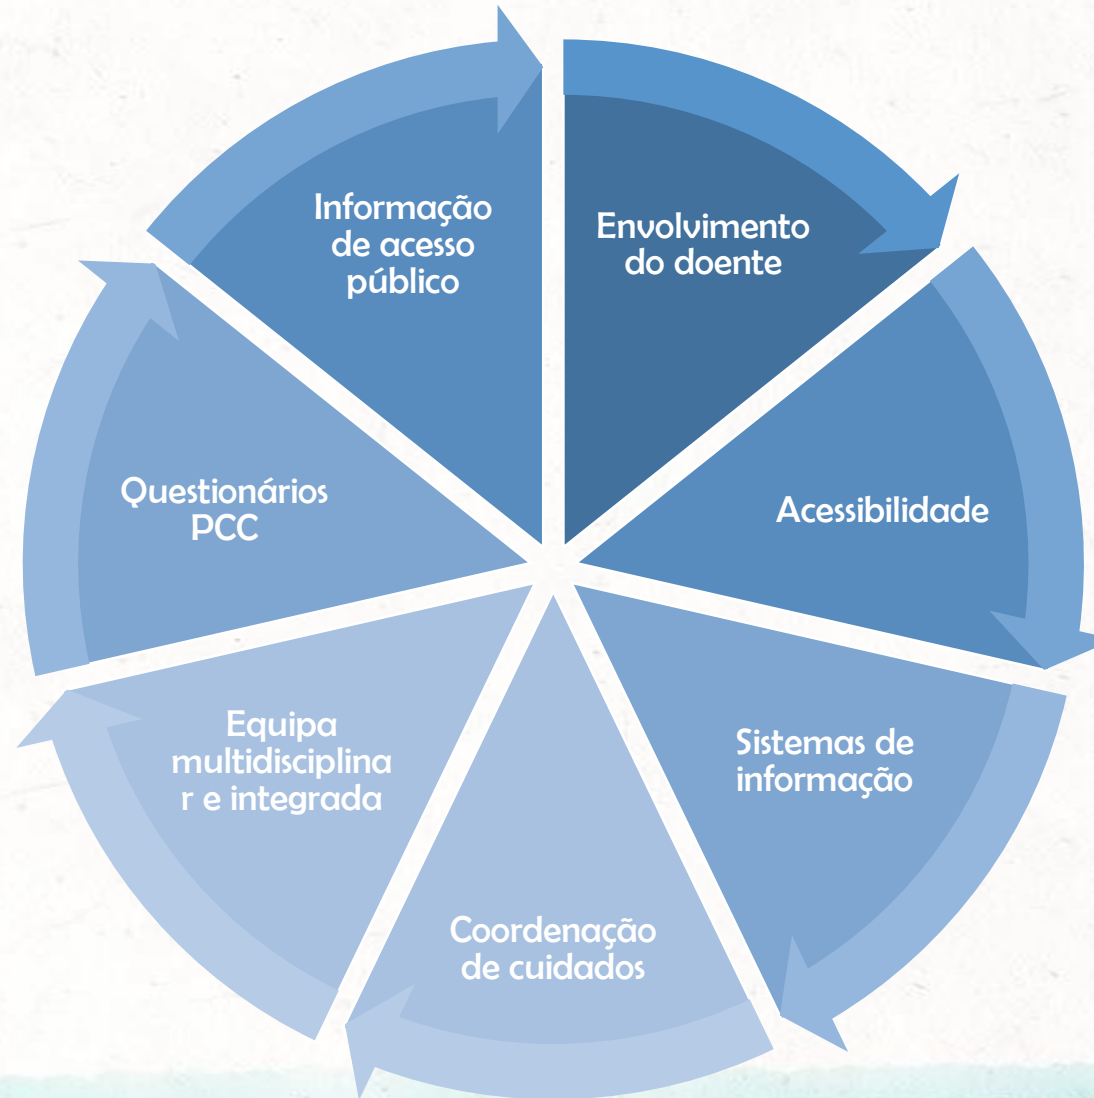 Envolvimento
do doente
Acessibilidade
Sistemas de
informação
Coordenação
de cuidados
Equipa
multidisciplina
r e integrada
Questionários
PCC
Informação
de acesso
público